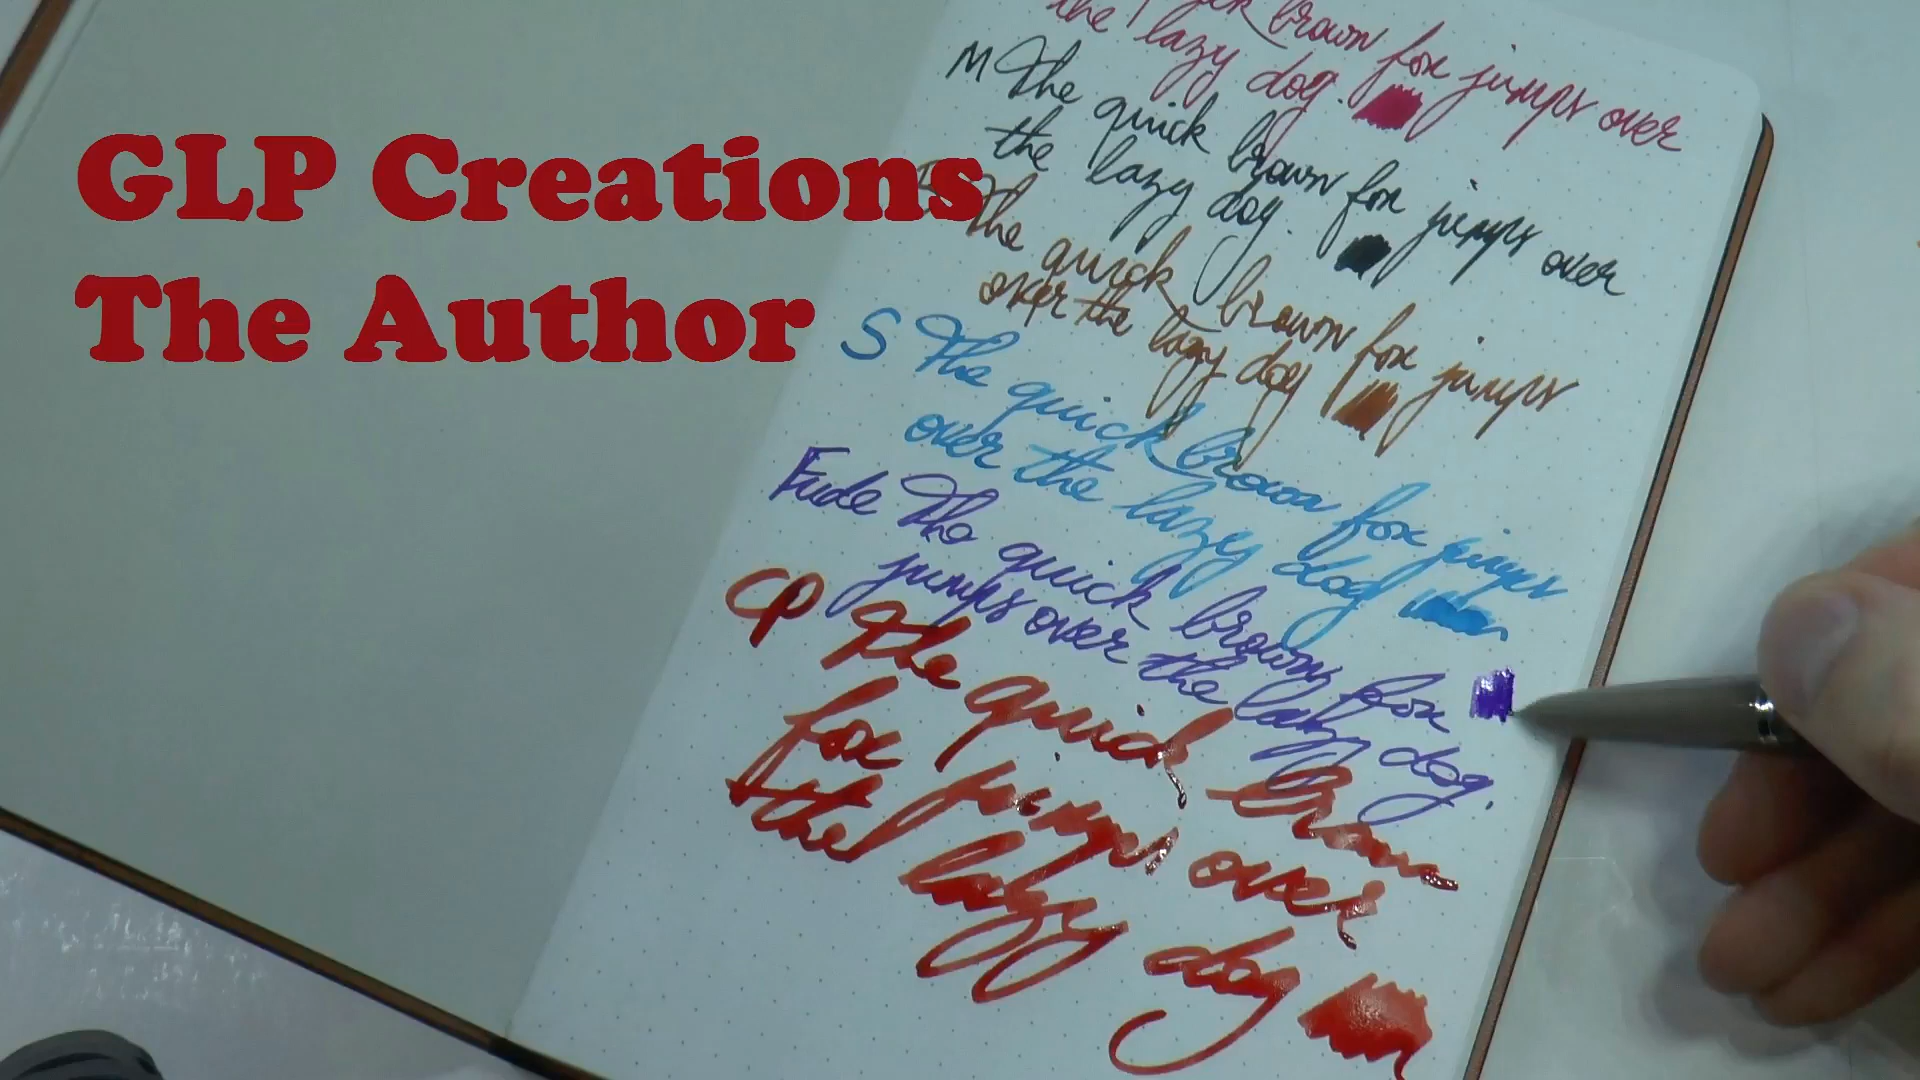 GLP Creations
The Author
brown fox jumps over
the lazy dog.
M The quick brown fox jumps over
the lazy dog.
The quick brown fox jumps
over the lazy dog
S The quick brown fox jumps
over the lazy dog
Fude The quick brown fox
jumps over the lazy dog.
CP The quick brown
fox jumps over
the lazy dog